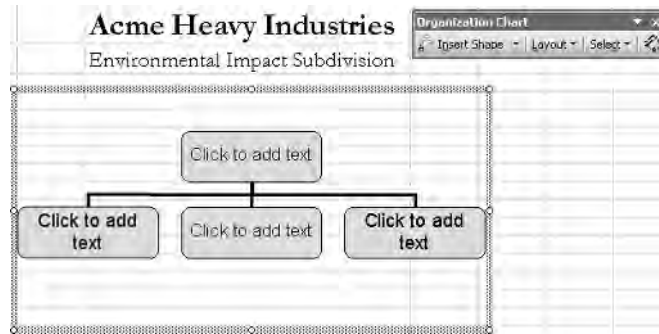 Acme Heavy Industries
Environmental Impact Subdivision
Organization Chart
Insert Shape
Layout
Select
Click to add text
Click to add
text
Click to add text
Click to add
text